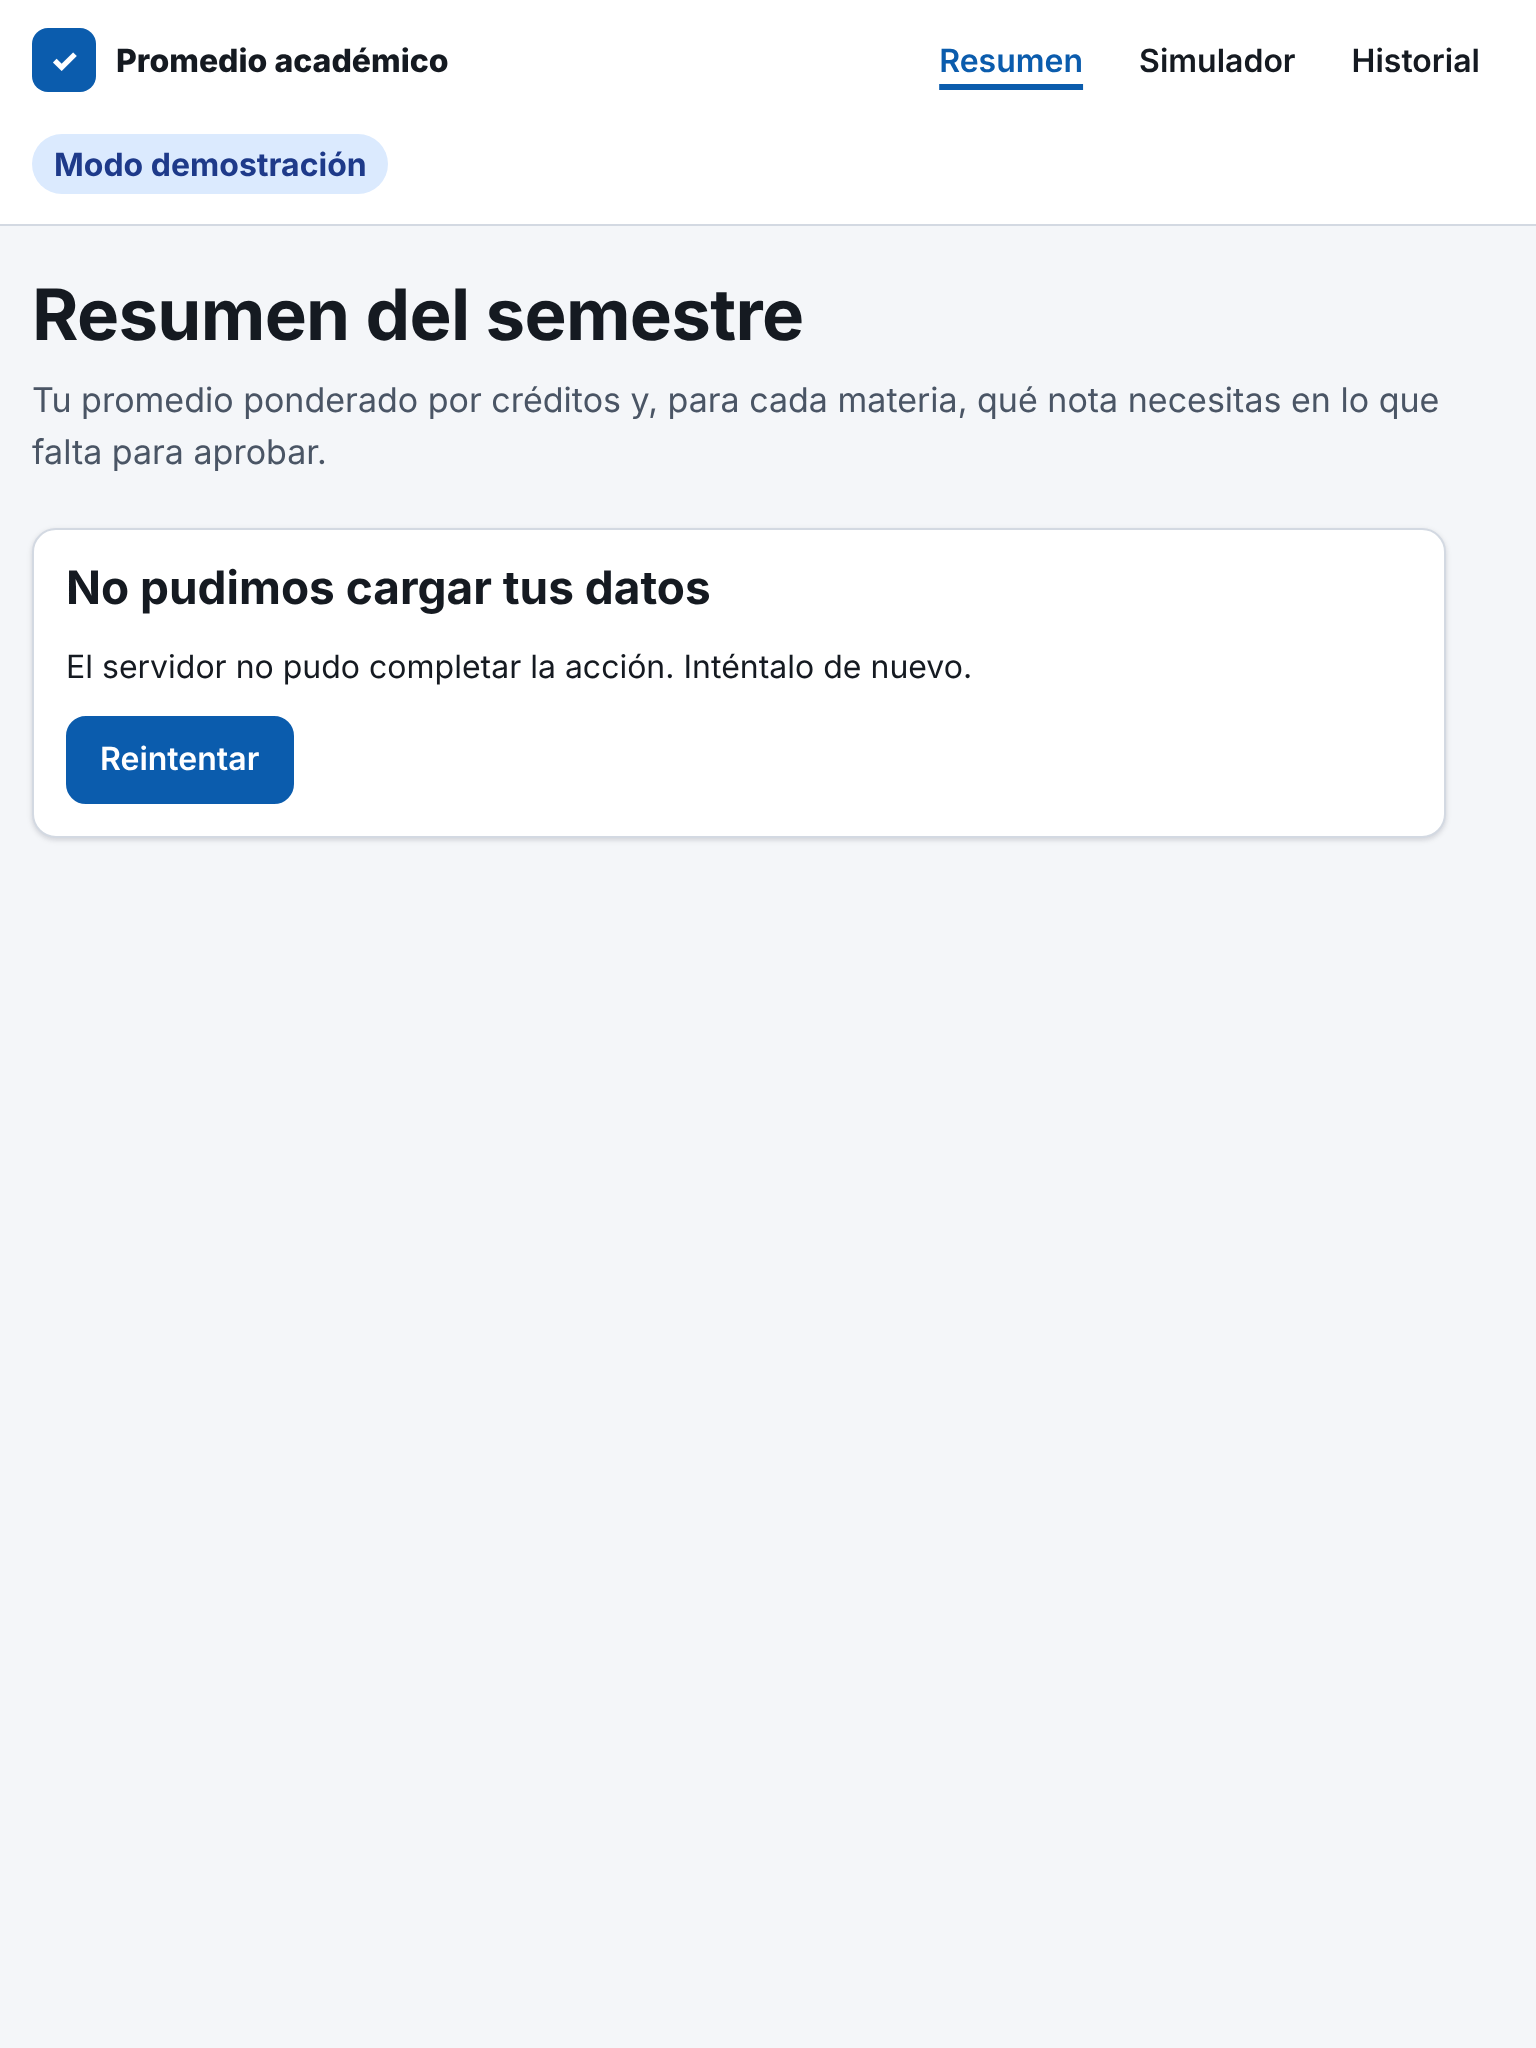 Promedio académico
Resumen
Simulador
Historial
Modo demostración
Resumen del semestre
Tu promedio ponderado por créditos y, para cada materia, qué nota necesitas en lo que
falta para aprobar.
No pudimos cargar tus datos
El servidor no pudo completar la acción. Inténtalo de nuevo.
Reintentar